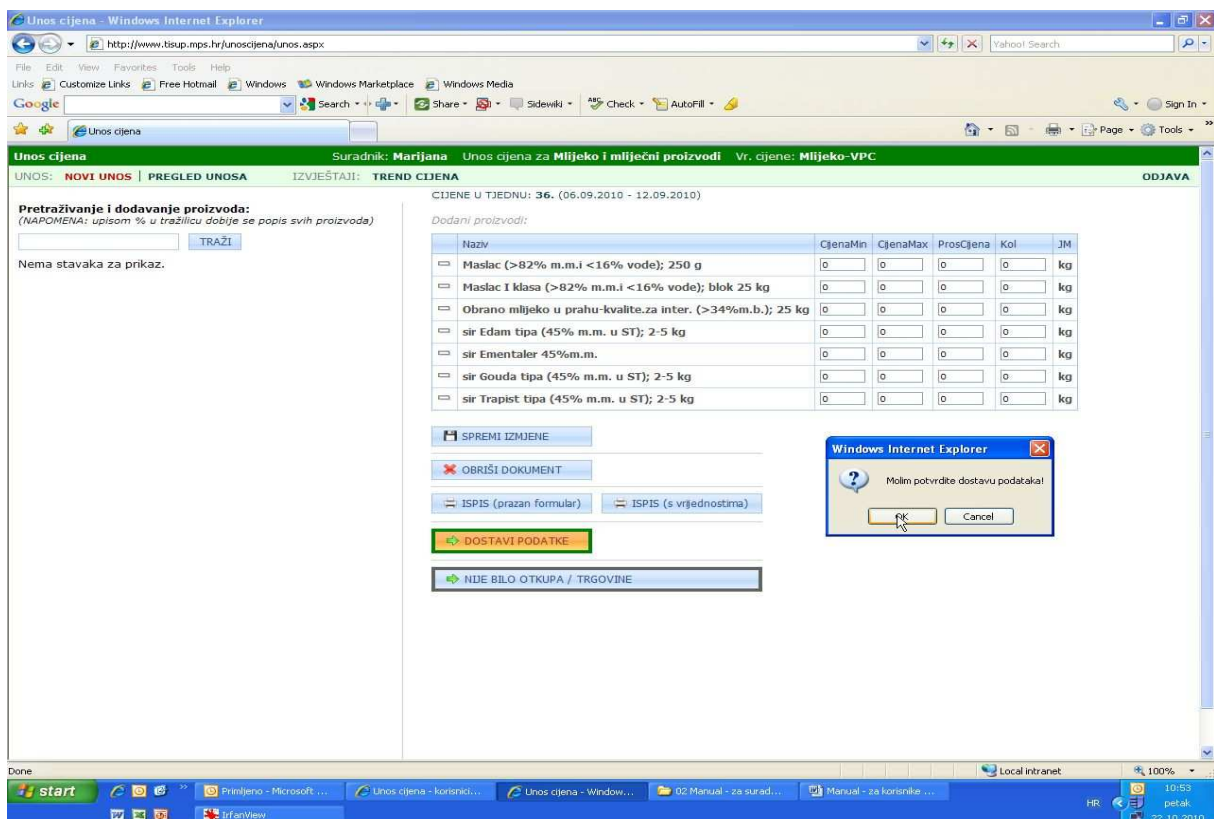 Unos cijena - Windows Internet Explorer
http://www.tisup.mps.hr/unoscijena/unos.aspx
Yahoo! Search
File Edit View Favorites Tools Help
Links Customize Links Free Hotmail Windows Windows Marketplace Windows Media
Google Search Share Sidewiki Check AutoFill Sign In
Unos cijena Page Tools
Unos cijena Suradnik: Marijana Unos cijena za Mlijeko i mliječni proizvodi Vr. cijene: Mlijeko-VPC
UNOS: NOVI UNOS | PREGLED UNOSA IZVJEŠTAJI: TREND CIJENA ODJAVA
CIJENE U TJEDNU: 36. (06.09.2010 - 12.09.2010)
Pretraživanje i dodavanje proizvoda:
(NAPOMENA: upisom % u tražilicu dobije se popis svih proizvoda)
TRAŽI
Nema stavaka za prikaz.
Dodani proizvodi:
Naziv CijenaMin CijenaMax ProsCijena Kol JM
Maslac (>82% m.m.i <16% vode); 250 g 0 0 0 0 kg
Maslac I klasa (>82% m.m.i <16% vode); blok 25 kg 0 0 0 0 kg
Obrano mlijeko u prahu-kvalite.za inter. (>34%m.b.); 25 kg 0 0 0 0 kg
sir Edam tipa (45% m.m. u ST); 2-5 kg 0 0 0 0 kg
sir Ementaler 45%m.m. 0 0 0 0 kg
sir Gouda tipa (45% m.m. u ST); 2-5 kg 0 0 0 0 kg
sir Trapist tipa (45% m.m. u ST); 2-5 kg 0 0 0 0 kg
SPREMI IZMJENE
OBRIŠI DOKUMENT
ISPIS (prazan formular) ISPIS (s vrijednostima)
DOSTAVI PODATKE
NIJE BILO OTKUPA / TRGOVINE
Windows Internet Explorer
Molim potvrdite dostavu podataka!
OK Cancel
Done Local intranet 100%
start Primljeno - Microsoft ... Unos cijena - korisnici... Unos cijena - Window... 02 Manual - za surad... Manual - za korisnike ... 10:53
HR petak
IrfanView 22.10.2010